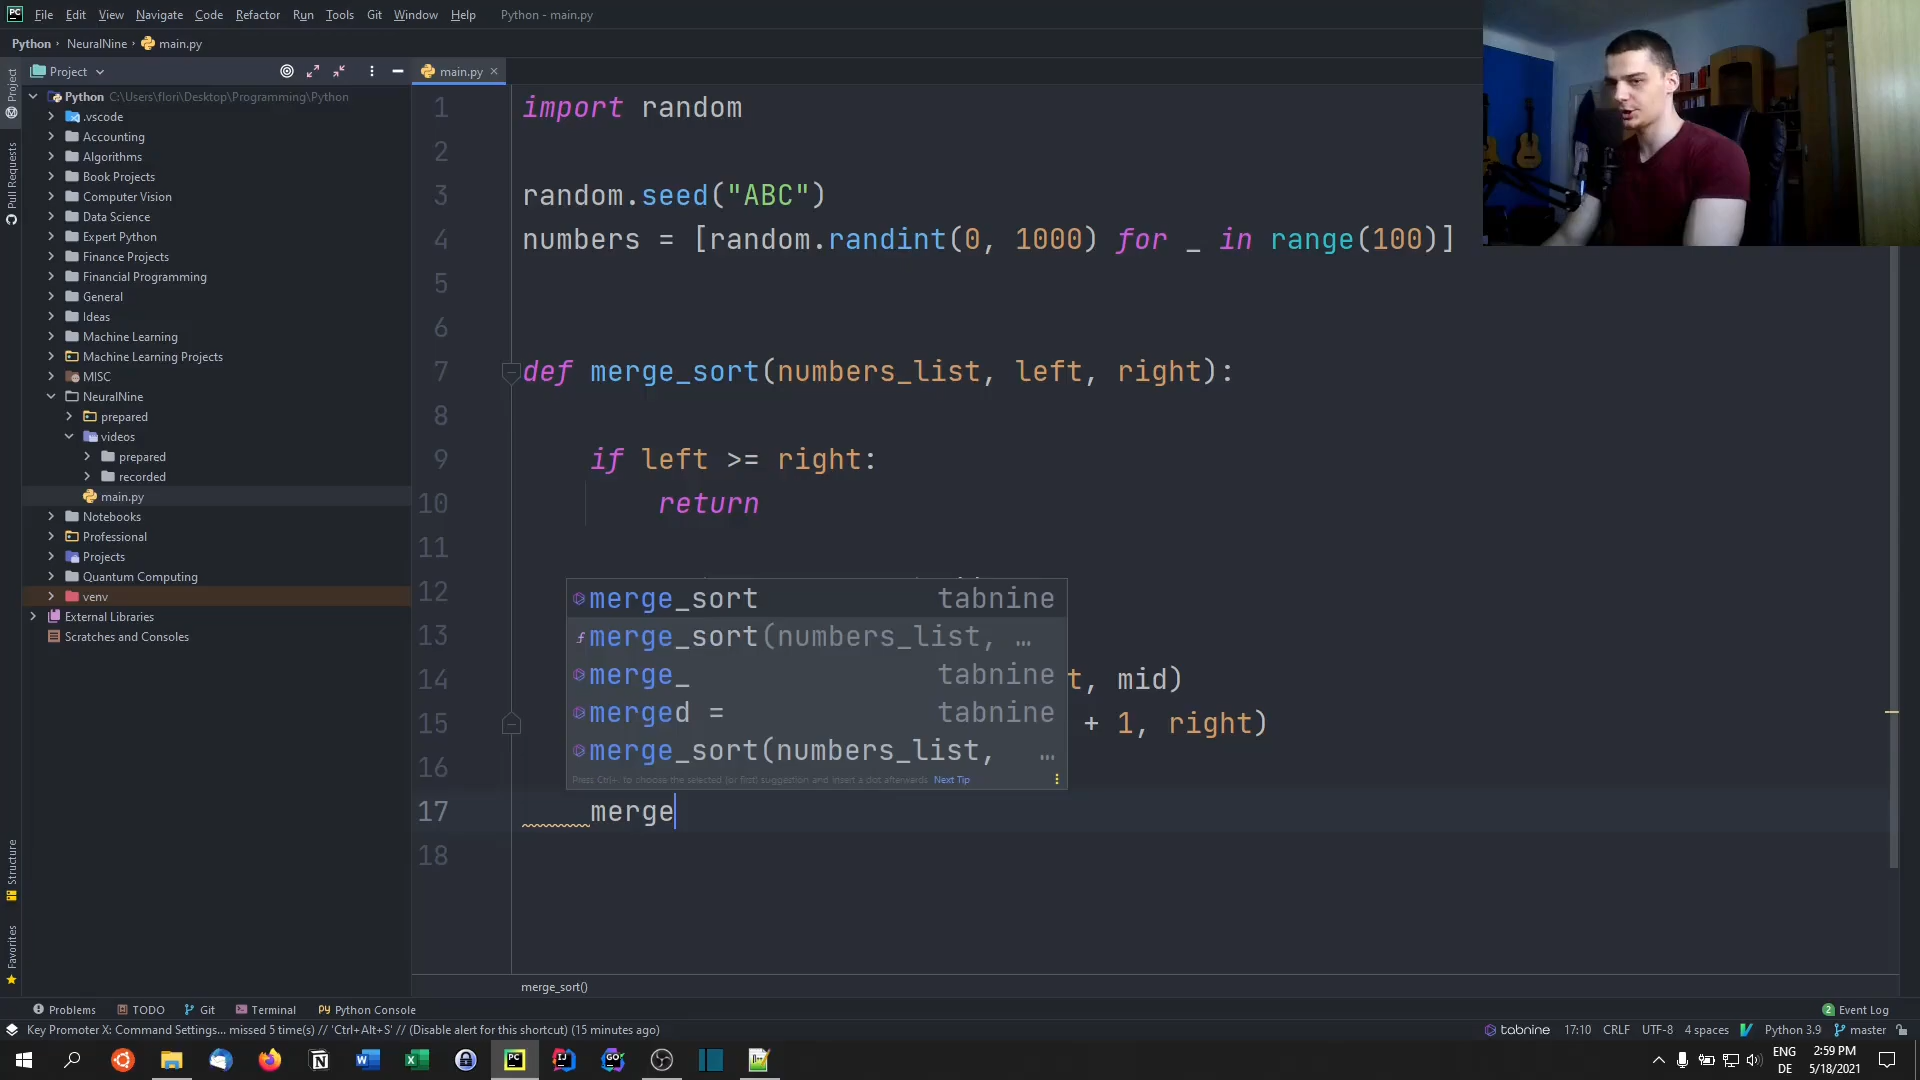 File Edit View Navigate Code Refactor Run Tools Git Window Help Python - main.py
Python NeuralNine main.py
Project main.py
Project
Pull Requests
Structure
Favorites
Python C:\Users\flori\Desktop\Programming\Python
.vscode
Accounting
Algorithms
Book Projects
Computer Vision
Data Science
Expert Python
Finance Projects
Financial Programming
General
Ideas
Machine Learning
Machine Learning Projects
MISC
NeuralNine
prepared
videos
prepared
recorded
main.py
Notebooks
Professional
Projects
Quantum Computing
venv
External Libraries
Scratches and Consoles
1 import random
2
3 random.seed("ABC")
4 numbers = [random.randint(0, 1000) for _ in range(100)]
5
6
7 def merge_sort(numbers_list, left, right):
8
9 if left >= right:
10 return
11
12
13
14 t, mid)
15 + 1, right)
16
17 merge
18
merge_sort tabnine
merge_sort(numbers_list, …
merge_ tabnine
merged = tabnine
merge_sort(numbers_list, …
Press Ctrl+. to choose the selected (or first) suggestion and insert a dot afterwards Next Tip
merge_sort()
Problems TODO Git Terminal Python Console 2 Event Log
Key Promoter X: Command Settings... missed 5 time(s) // 'Ctrl+Alt+S' // (Disable alert for this shortcut) (15 minutes ago) tabnine 17:10 CRLF UTF-8 4 spaces Python 3.9 master
ENG 2:59 PM
DE 5/18/2021